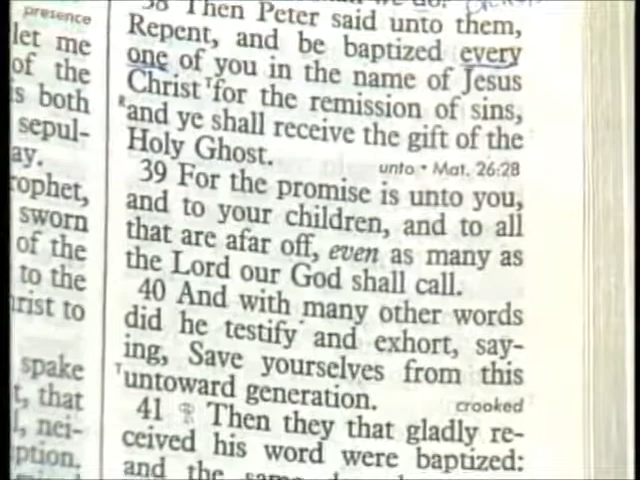 presence
let me
of the
s both
sepul-
ay.
rophet,
sworn
of the
to the
rist to
spake
t, that
l, nei-
ption.
38 Then Peter said unto them,
Repent, and be baptized every
one of you in the name of Jesus
Christ T for the remission of sins,
R and ye shall receive the gift of the
Holy Ghost. unto • Mat. 26:28
39 For the promise is unto you,
and to your children, and to all
that are afar off, even as many as
the Lord our God shall call.
40 And with many other words
did he testify and exhort, say-
ing, Save yourselves from this
T untoward generation. crooked
41 Then they that gladly re-
ceived his word were baptized:
and the same